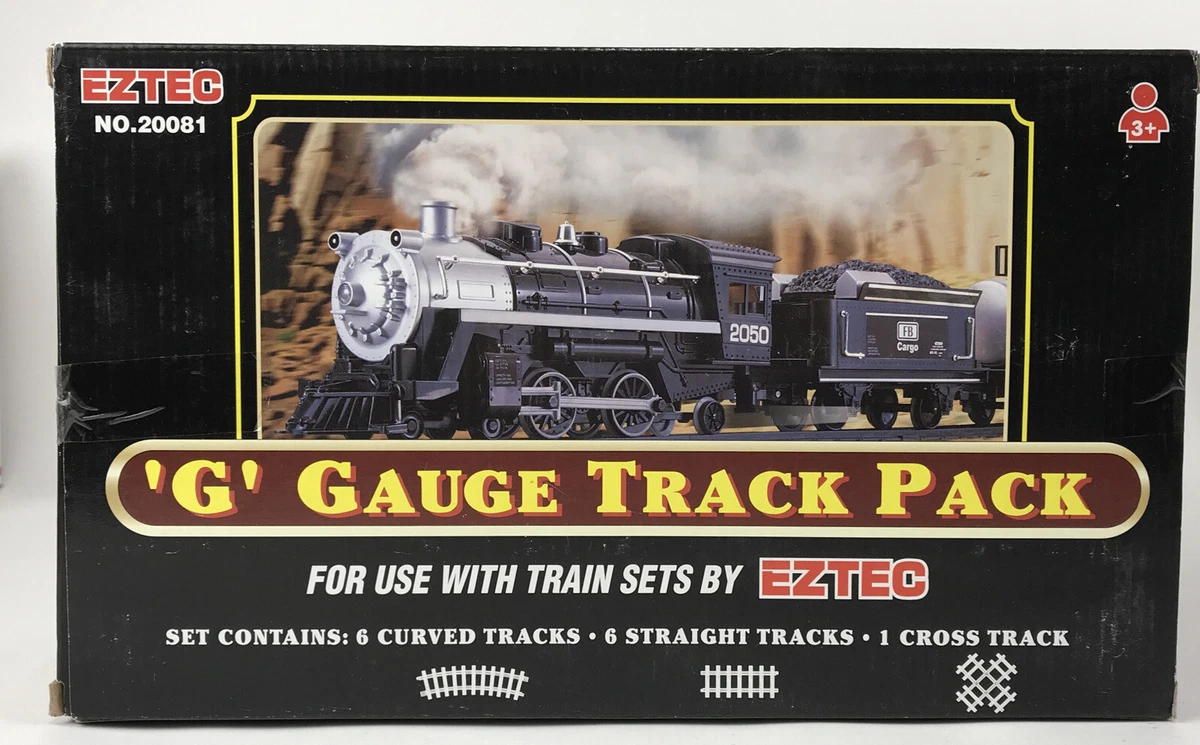 EZTEC
NO.20081
3+
2050
FB
Cargo
'G' GAUGE TRACK PACK
FOR USE WITH TRAIN SETS BY EZTEC
SET CONTAINS: 6 CURVED TRACKS • 6 STRAIGHT TRACKS • 1 CROSS TRACK